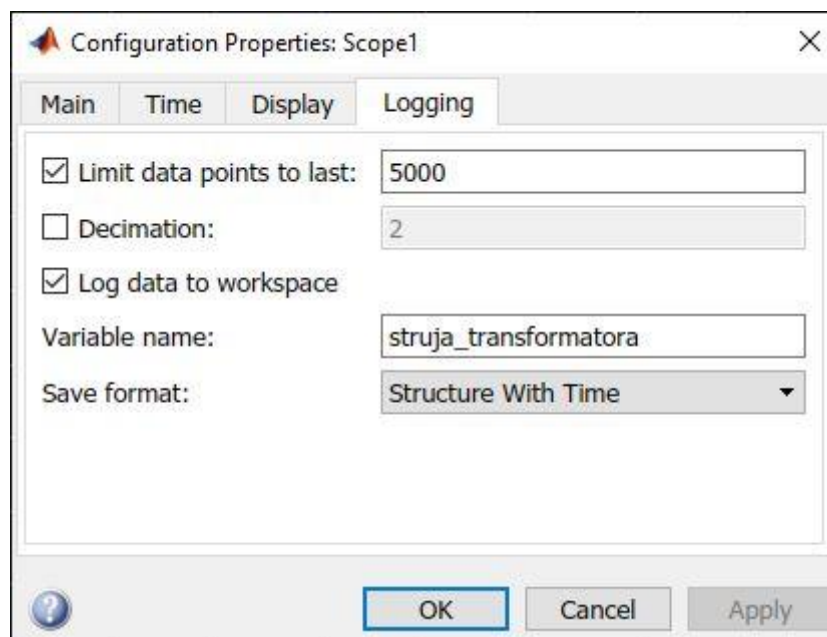 Configuration Properties: Scope1
Main Time Display Logging
Limit data points to last: 5000
Decimation: 2
Log data to workspace
Variable name: struja_transformatora
Save format: Structure With Time
OK Cancel Apply